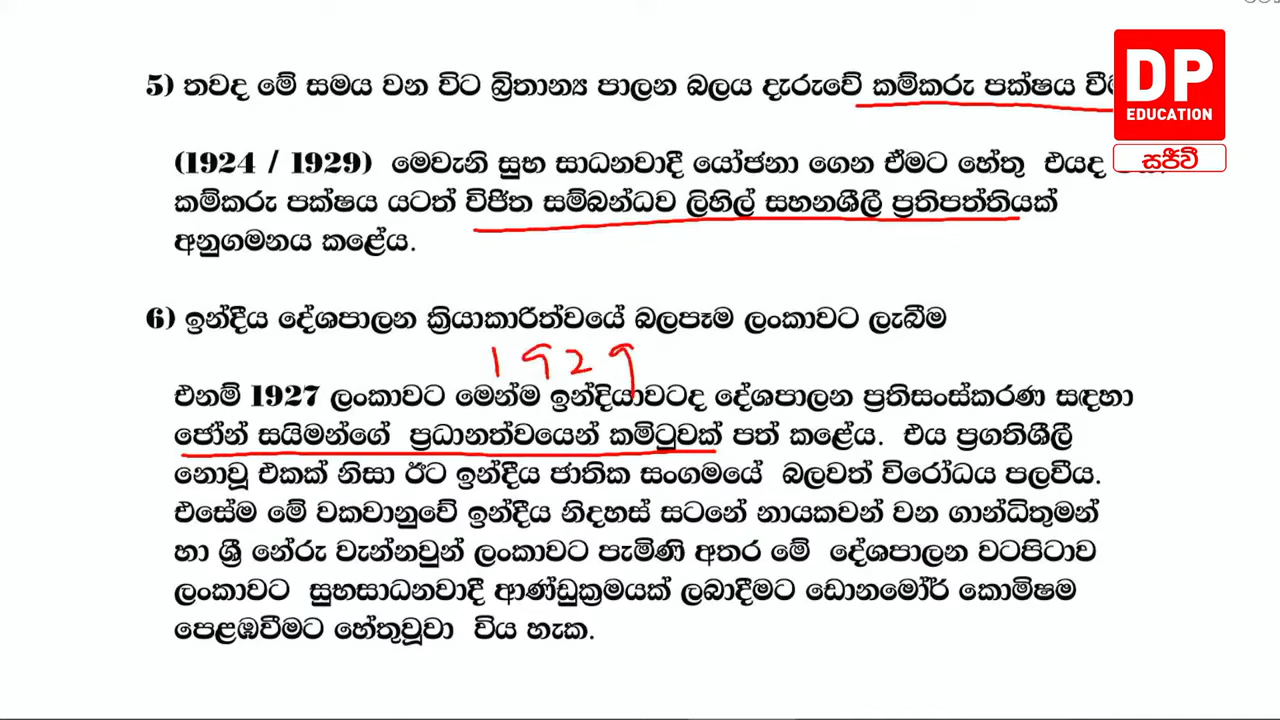 5) තවද මේ සමය වන විට බ්‍රිතාන්‍ය පාලන බලය දැරුවේ කම්කරු පක්ෂය
DP
EDUCATION
සජීවී
(1924 / 1929) මෙවැනි සුභ සාධනවාදී යෝජනා ගෙන ඒමට හේතු එයද
කම්කරු පක්ෂය යටත් විජිත සම්බන්ධව ලිහිල් සහනශීලී ප්‍රතිපත්තියක්
අනුගමනය කළේය.
6) ඉන්දීය දේශපාලන ක්‍රියාකාරිත්වයේ බලපෑම ලංකාවට ලැබීම
1929
එනම් 1927 ලංකාවට මෙන්ම ඉන්දියාවටද දේශපාලන ප්‍රතිසංස්කරණ සඳහා
ජෝන් සයිමන්ගේ ප්‍රධානත්වයෙන් කමිටුවක් පත් කළේය. එය ප්‍රගතිශීලී
නොවූ එකක් නිසා ඊට ඉන්දීය ජාතික සංගමයේ බලවත් විරෝධය පලවීය.
එසේම මේ වකවානුවේ ඉන්දීය නිදහස් සටනේ නායකවන් වන ගාන්ධිතුමන්
හා ශ්‍රී නේරු වැන්නවුන් ලංකාවට පැමිණි අතර මේ දේශපාලන වටපිටාව
ලංකාවට සුභසාධනවාදී ආණ්ඩුක්‍රමයක් ලබාදීමට ඩොනමෝර් කොමිෂම
පෙළඹවීමට හේතුවූවා විය හැක.